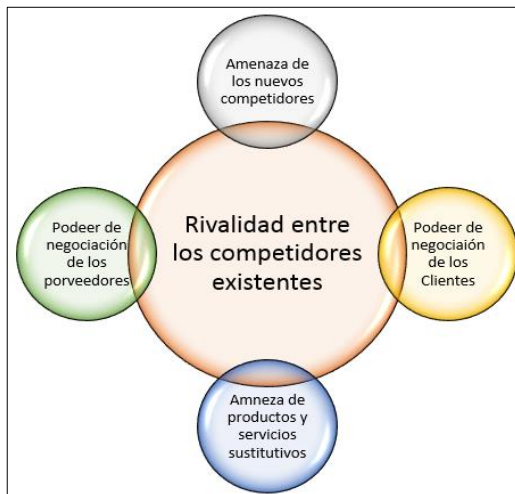 Amenaza de
los nuevos
competidores
Podeer de
negociación
de los
porveedores
Rivalidad entre
los competidores
existentes
Podeer de
negociaión
de los
Clientes
Amneza de
productos y
servicios
sustitutivos